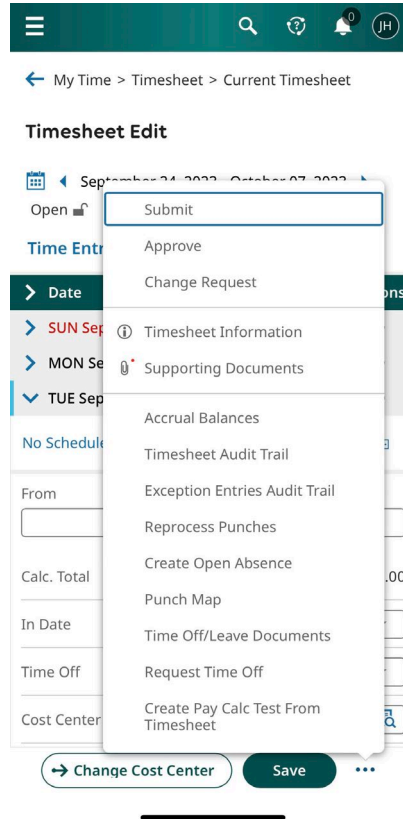 0
JH
My Time > Timesheet > Current Timesheet
Timesheet Edit
Open
Submit
Time
Approve
Change Request
Date
SUN
Timesheet Information
MON
Supporting Documents
TUE
Accrual Balances
No
Timesheet Audit Trail
From
Exception Entries Audit Trail
Reprocess Punches
Calc. Total
Create Open Absence
Punch Map
In Date
Time Off/Leave Documents
Time Off
Request Time Off
Cost Center
Create Pay Calc Test From
Timesheet
Change Cost Center
Save